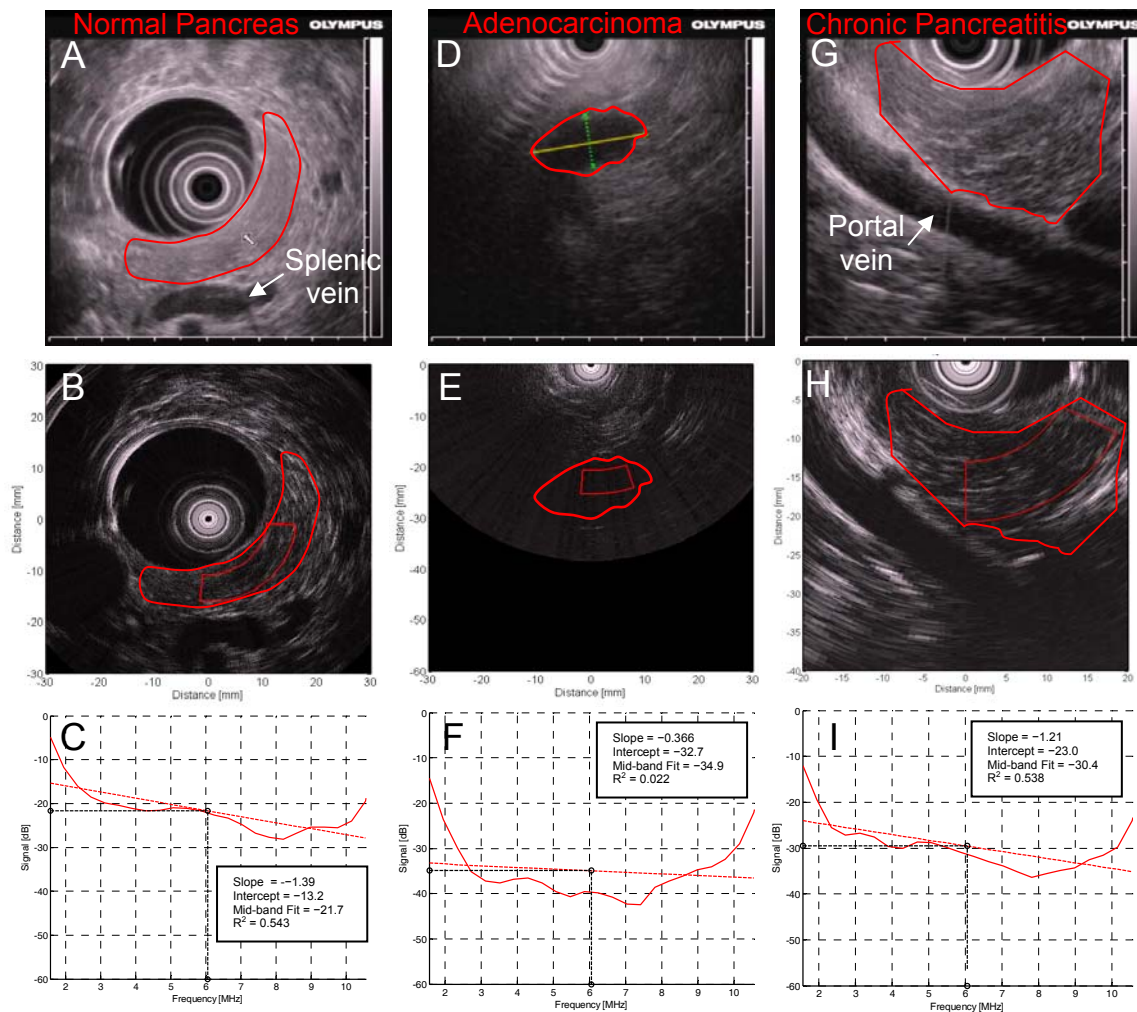 Normal Pancreas OLYMPUS
A
Splenic
vein
Adenocarcinoma OLYMPUS
D
Chronic Pancreatitis OLYMPUS
G
Portal
vein
B
30
20
10
0
-10
-20
-30
Distance [mm]
-30 -20 -10 0 10 20 30
Distance [mm]
E
0
-10
-20
-30
-40
-50
-60
Distance [mm]
-30 -20 -10 0 10 20 30
Distance [mm]
H
0
-5
-10
-15
-20
-25
-30
-35
-40
Distance [mm]
-20 -15 -10 -5 0 5 10 15 20
Distance [mm]
C
0
-10
-20
-30
-40
-50
-60
Signal [dB]
Slope = -−1.39
Intercept = −13.2
Mid-band Fit = −21.7
R² = 0.543
2 3 4 5 6 7 8 9 10
Frequency [MHz]
F
0
-10
-20
-30
-40
-50
-60
Signal [dB]
Slope = −0.366
Intercept = −32.7
Mid-band Fit = −34.9
R² = 0.022
2 3 4 5 6 7 8 9 10
Frequency [MHz]
I
0
-10
-20
-30
-40
-50
-60
Signal [dB]
Slope = −1.21
Intercept = −23.0
Mid-band Fit = −30.4
R² = 0.538
2 3 4 5 6 7 8 9 10
Frequency [MHz]